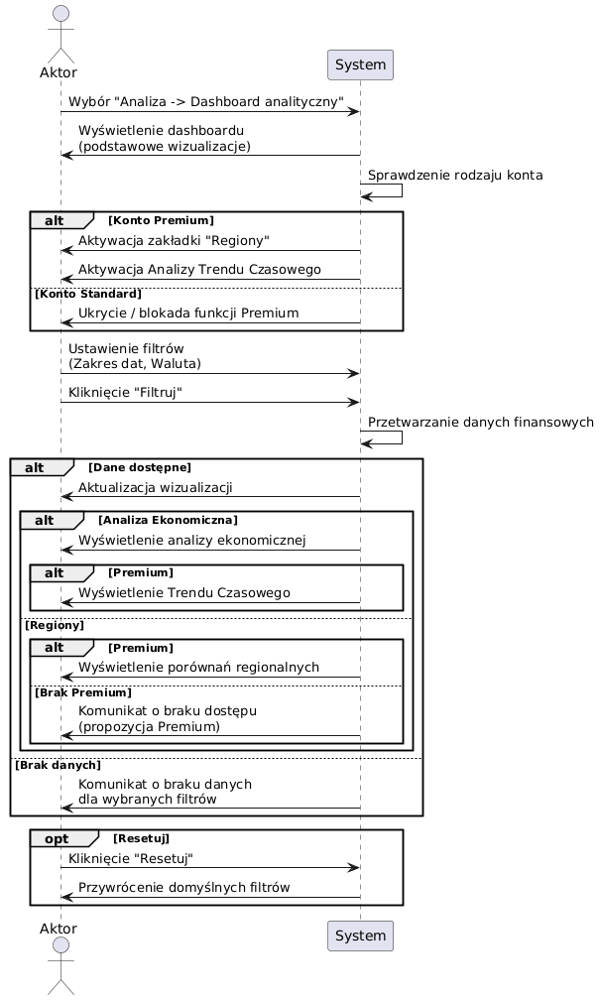 Aktor
System
Wybór "Analiza -> Dashboard analityczny"
Wyświetlenie dashboardu
(podstawowe wizualizacje)
Sprawdzenie rodzaju konta
alt [Konto Premium]
Aktywacja zakładki "Regiony"
Aktywacja Analizy Trendu Czasowego
[Konto Standard]
Ukrycie / blokada funkcji Premium
Ustawienie filtrów
(Zakres dat, Waluta)
Kliknięcie "Filtruj"
Przetwarzanie danych finansowych
alt [Dane dostępne]
Aktualizacja wizualizacji
alt [Analiza Ekonomiczna]
Wyświetlenie analizy ekonomicznej
alt [Premium]
Wyświetlenie Trendu Czasowego
[Regiony]
alt [Premium]
Wyświetlenie porównań regionalnych
[Brak Premium]
Komunikat o braku dostępu
(propozycja Premium)
[Brak danych]
Komunikat o braku danych
dla wybranych filtrów
opt [Resetuj]
Kliknięcie "Resetuj"
Przywrócenie domyślnych filtrów
Aktor
System